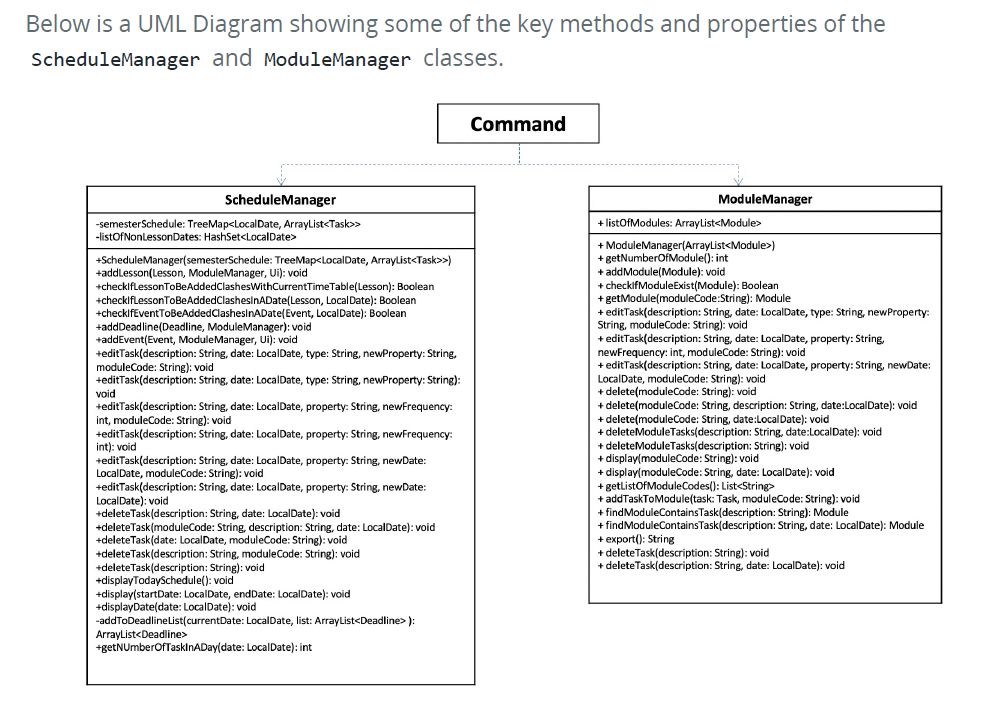 Below is a UML Diagram showing some of the key methods and properties of the
ScheduleManager and ModuleManager classes.
Command
ScheduleManager
-semesterSchedule: TreeMap<LocalDate, ArrayList<Task>>
-listOfNonLessonDates: HashSet<LocalDate>
+ScheduleManager(semesterSchedule: TreeMap<LocalDate, ArrayList<Task>>)
+addLesson(Lesson, ModuleManager, Ui): void
+checkIfLessonToBeAddedClashesWithCurrentTimeTable(Lesson): Boolean
+checkIfLessonToBeAddedClashesInADate(Lesson, LocalDate): Boolean
+checkIfEventToBeAddedClashesInADate(Event, LocalDate): Boolean
+addDeadline(Deadline, ModuleManager): void
+addEvent(Event, ModuleManager, Ui): void
+editTask(description: String, date: LocalDate, type: String, newProperty: String,
moduleCode: String): void
+editTask(description: String, date: LocalDate, type: String, newProperty: String):
void
+editTask(description: String, date: LocalDate, property: String, newFrequency:
int, moduleCode: String): void
+editTask(description: String, date: LocalDate, property: String, newFrequency:
int): void
+editTask(description: String, date: LocalDate, property: String, newDate:
LocalDate, moduleCode: String): void
+editTask(description: String, date: LocalDate, property: String, newDate:
LocalDate): void
+deleteTask(description: String, date: LocalDate): void
+deleteTask(moduleCode: String, description: String, date: LocalDate): void
+deleteTask(date: LocalDate, moduleCode: String): void
+deleteTask(description: String, moduleCode: String): void
+deleteTask(description: String): void
+displayTodaySchedule(): void
+display(startDate: LocalDate, endDate: LocalDate): void
+displayDate(date: LocalDate): void
-addToDeadlineList(currentDate: LocalDate, list: ArrayList<Deadline> ):
ArrayList<Deadline>
+getNUmberOfTaskInADay(date: LocalDate): int
ModuleManager
+ listOfModules: ArrayList<Module>
+ ModuleManager(ArrayList<Module>)
+ getNumberOfModule(): int
+ addModule(Module): void
+ checkIfModuleExist(Module): Boolean
+ getModule(moduleCode:String): Module
+ editTask(description: String, date: LocalDate, type: String, newProperty:
String, moduleCode: String): void
+ editTask(description: String, date: LocalDate, property: String,
newFrequency: int, moduleCode: String): void
+ editTask(description: String, date: LocalDate, property: String, newDate:
LocalDate, moduleCode: String): void
+ delete(moduleCode: String): void
+ delete(moduleCode: String, description: String, date:LocalDate): void
+ delete(moduleCode: String, date:LocalDate): void
+ deleteModuleTasks(description: String, date:LocalDate): void
+ deleteModuleTasks(description: String): void
+ display(moduleCode: String): void
+ display(moduleCode: String, date: LocalDate): void
+ getListOfModuleCodes(): List<String>
+ addTaskToModule(task: Task, moduleCode: String): void
+ findModuleContainsTask(description: String): Module
+ findModuleContainsTask(description: String, date: LocalDate): Module
+ export(): String
+ deleteTask(description: String): void
+ deleteTask(description: String, date: LocalDate): void